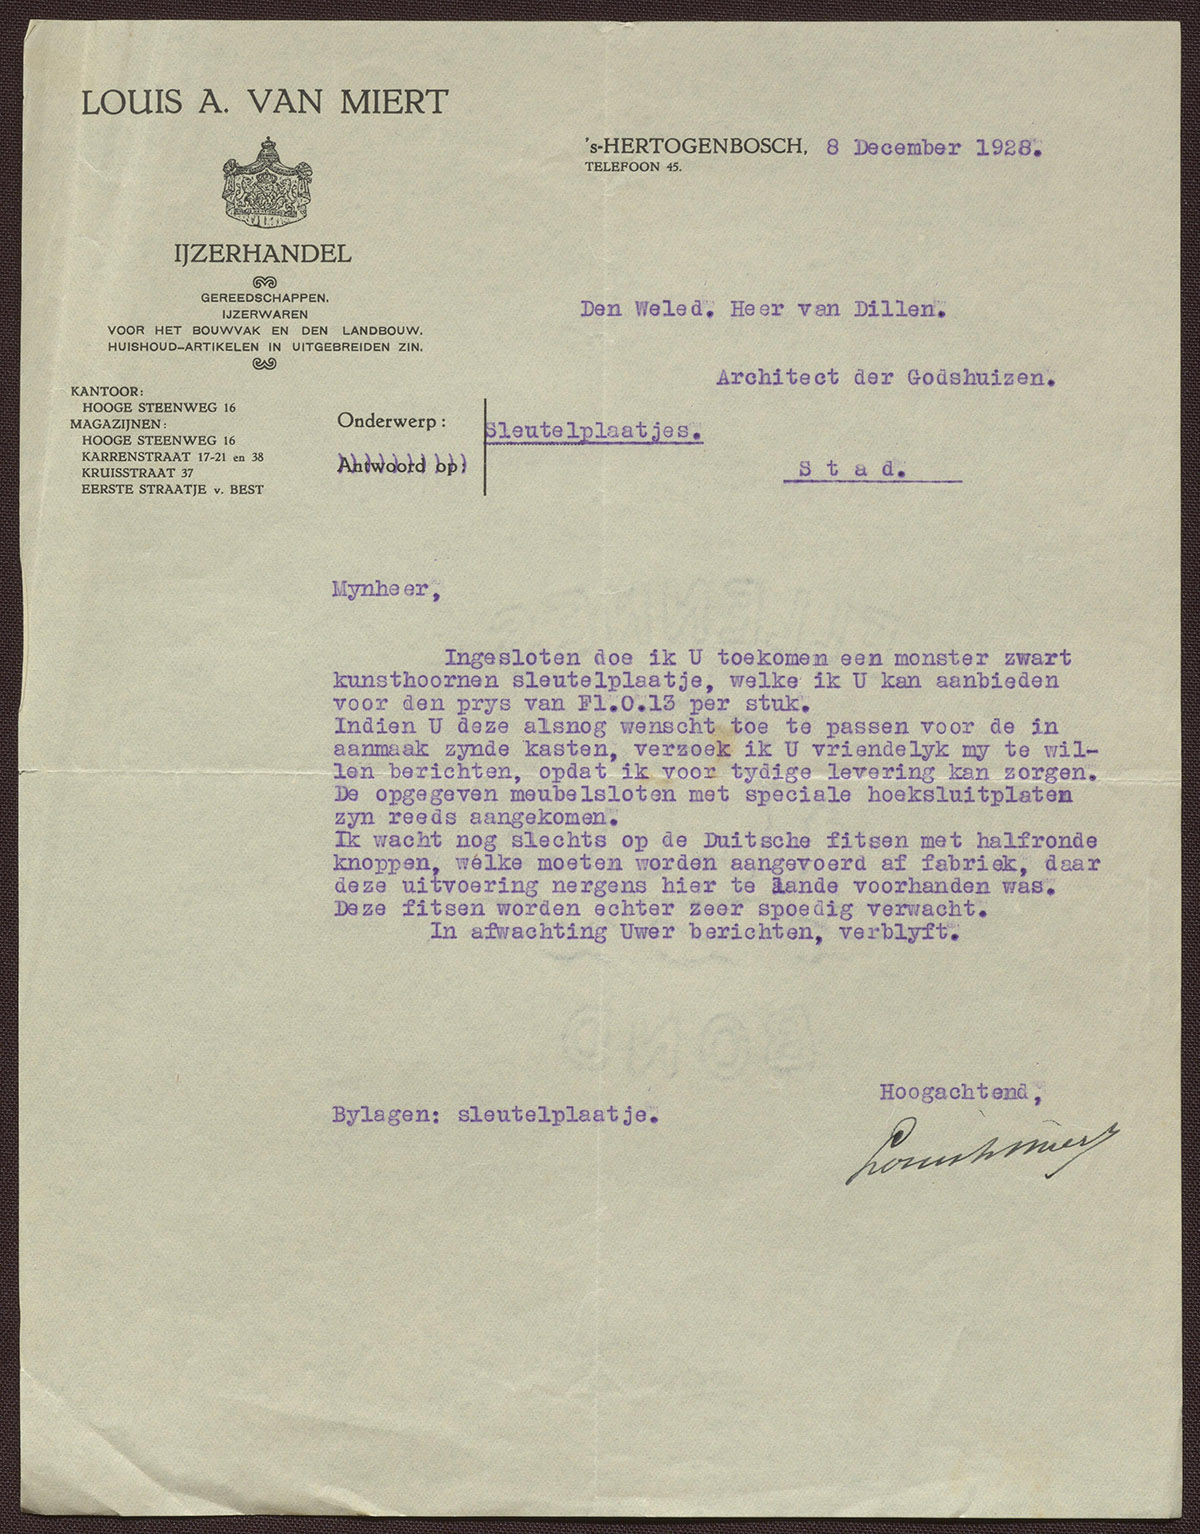 LOUIS A. VAN MIERT
IJZERHANDEL
GEREEDSCHAPPEN.
IJZERWAREN
VOOR HET BOUWVAK EN DEN LANDBOUW.
HUISHOUD-ARTIKELEN IN UITGEBREIDEN ZIN.
KANTOOR:
HOOGE STEENWEG 16
MAGAZIJNEN:
HOOGE STEENWEG 16
KARRENSTRAAT 17-21 en 38
KRUISSTRAAT 37
EERSTE STRAATJE v. BEST
's-HERTOGENBOSCH, 8 December 1928.
TELEFOON 45.
Den Weled. Heer van Dillen.
Architect der Godshuizen.
Onderwerp: Sleutelplaatjes.
Antwoord op:
S t a d.
Mynheer,
Ingesloten doe ik U toekomen een monster zwart
kunsthoornen sleutelplaatje, welke ik U kan aanbieden
voor den prys van Fl.0.13 per stuk.
Indien U deze alsnog wenscht toe te passen voor de in
aanmaak zynde kasten, verzoek ik U vriendelyk my te wil-
len berichten, opdat ik voor tydige levering kan zorgen.
De opgegeven meubelsloten met speciale hoeksluitplaten
zyn reeds aangekomen.
Ik wacht nog slechts op de Duitsche fitsen met halfronde
knoppen, welke moeten worden aangevoerd af fabriek, daar
deze uitvoering nergens hier te lande voorhanden was.
Deze fitsen worden echter zeer spoedig verwacht.
In afwachting Uwer berichten, verblyft.
Hoogachtend,
Bylagen: sleutelplaatje.
BOND